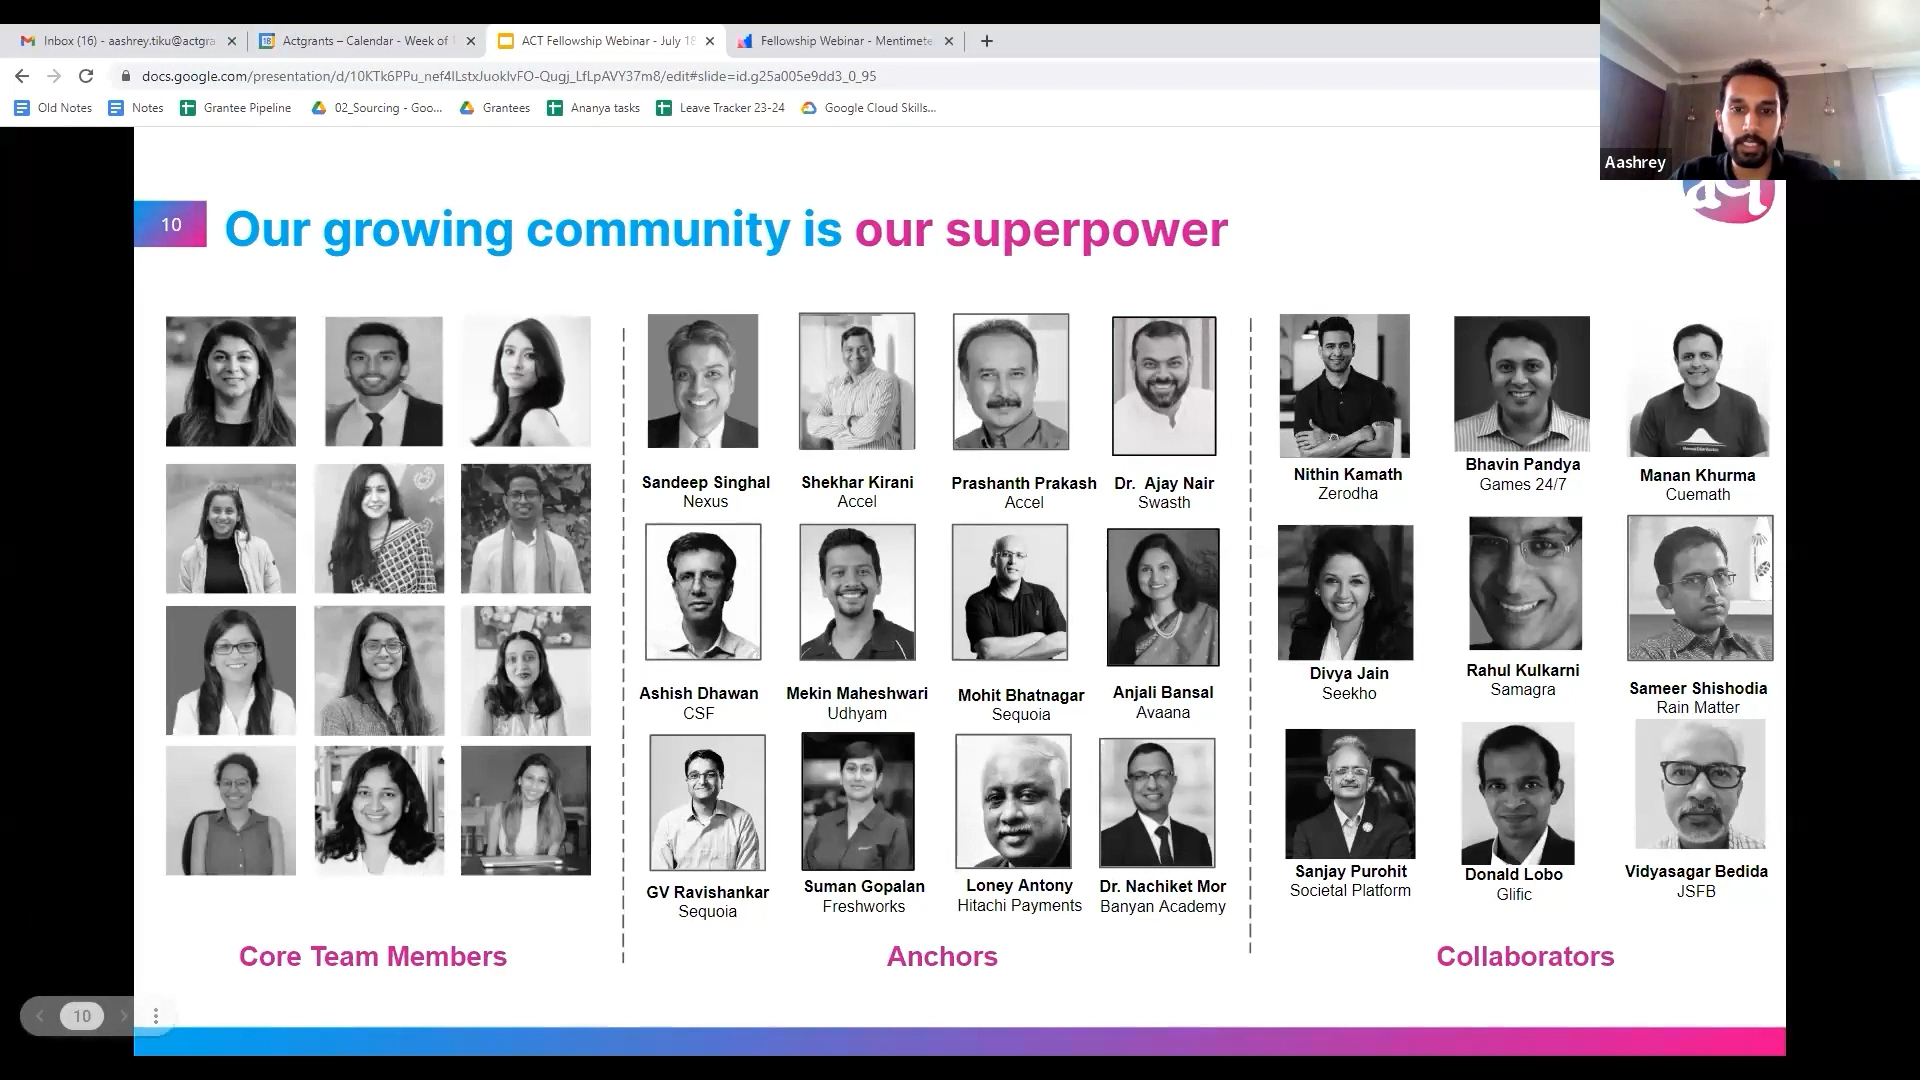 Inbox (16) - aashrey.tiku@actgra
Actgrants – Calendar - Week of
ACT Fellowship Webinar - July 18
Fellowship Webinar - Mentimete
docs.google.com/presentation/d/10KTk6PPu_nef4ILstxJuokIvFO-Qugj_LfLpAVY37m8/edit#slide=id.g25a005e9dd3_0_95
Old Notes
Notes
Grantee Pipeline
02_Sourcing - Goo...
Grantees
Ananya tasks
Leave Tracker 23-24
Google Cloud Skills...
Aashrey
act
10
Our growing community is our superpower
Sandeep Singhal
Nexus
Shekhar Kirani
Accel
Prashanth Prakash
Accel
Dr. Ajay Nair
Swasth
Nithin Kamath
Zerodha
Bhavin Pandya
Games 24/7
Manan Khurma
Cuemath
Ashish Dhawan
CSF
Mekin Maheshwari
Udhyam
Mohit Bhatnagar
Sequoia
Anjali Bansal
Avaana
Divya Jain
Seekho
Rahul Kulkarni
Samagra
Sameer Shishodia
Rain Matter
GV Ravishankar
Sequoia
Suman Gopalan
Freshworks
Loney Antony
Hitachi Payments
Dr. Nachiket Mor
Banyan Academy
Sanjay Purohit
Societal Platform
Donald Lobo
Glific
Vidyasagar Bedida
JSFB
Core Team Members
Anchors
Collaborators
10